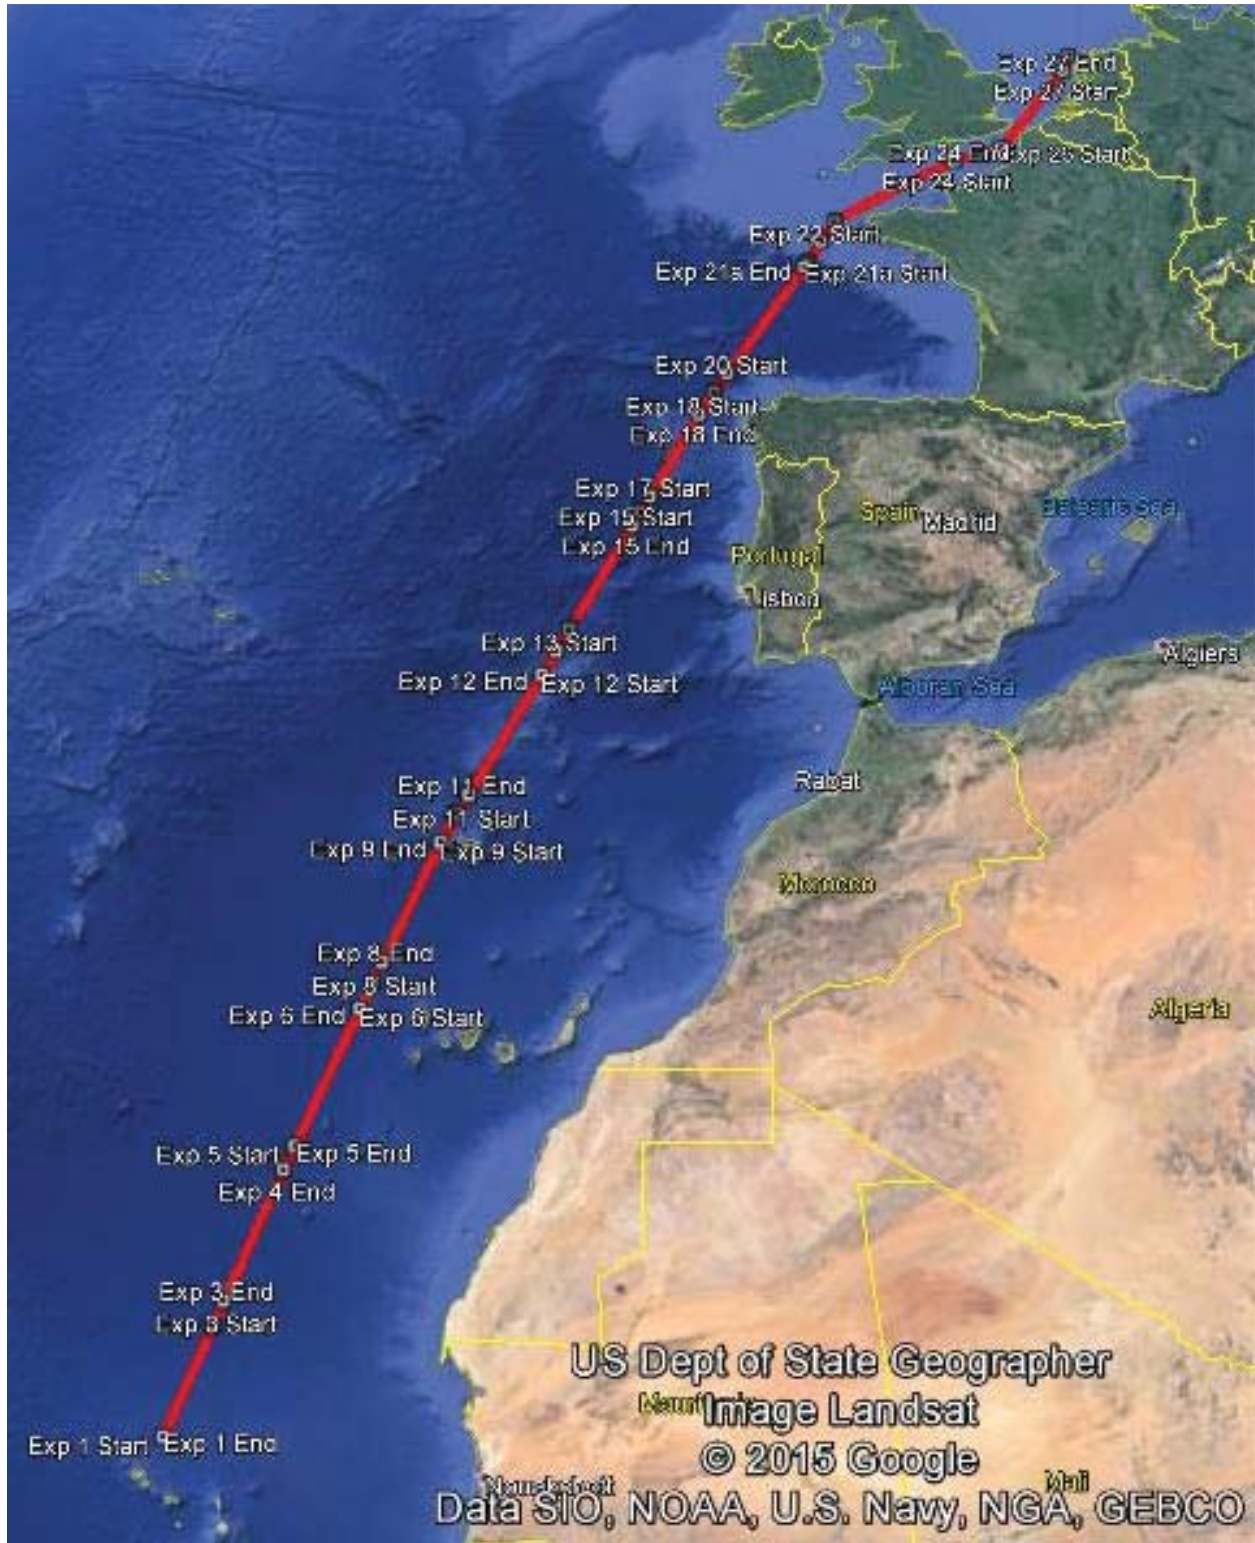 Exp 27 End
Exp 27 Start
Exp 24 End
Exp 25 Start
Exp 24 Start
Exp 22 Start
Exp 21a End
Exp 21a Start
Exp 20 Start
Exp 18 Start
Exp 18 End
Exp 17 Start
Exp 15 Start
Exp 15 End
Spain
Madrid
Balearic Sea
Portugal
Lisbon
Exp 13 Start
Exp 12 End
Exp 12 Start
Algiers
Alboran Sea
Exp 11 End
Exp 11 Start
Rabat
Exp 9 End
Exp 9 Start
Morocco
Exp 8 End
Exp 8 Start
Exp 6 End
Exp 6 Start
Algeria
Exp 5 Start
Exp 5 End
Exp 4 End
Exp 3 End
Exp 3 Start
US Dept of State Geographer
Mauritania
Image Landsat
Exp 1 Start
Exp 1 End
© 2015 Google
Nouakchott
Mali
Data SIO, NOAA, U.S. Navy, NGA, GEBCO